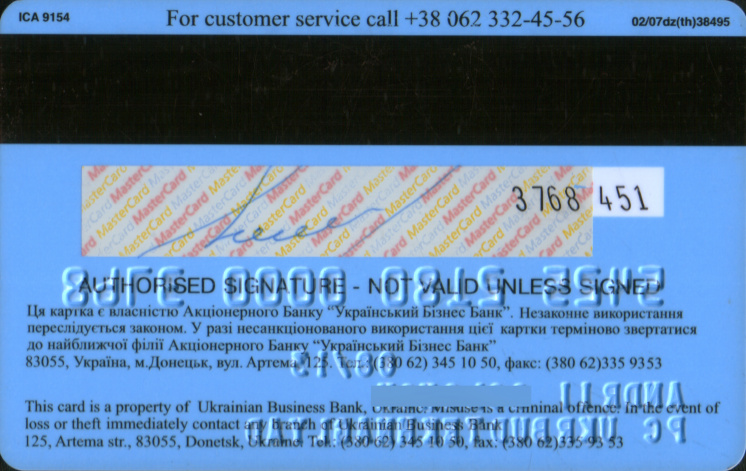 ICA 9154
For customer service call +38 062 332-45-56
02/07dz(th)38495
3768 451
AUTHORISED SIGNATURE - NOT VALID UNLESS SIGNED
Ця картка є власністю Акціонерного Банку “Український Бізнес Банк”. Незаконне використання
переслідується законом. У разі несанкціонованого використання цієї картки терміново звертатися
до найближчої філії Акціонерного Банку “Український Бізнес Банк”
83055, Україна, м.Донецьк, вул. Артема 125. Тел.: (380 62) 345 10 50, факс: (380 62)335 9353
This card is a property of Ukrainian Business Bank, Ukraine. Misuse is a criminal offence. In the event of
loss or theft immediately contact any branch of Ukrainian Business Bank
125, Artema str., 83055, Donetsk, Ukraine Tel.: (380 62) 345 10 50, fax: (380 62)335 93 53